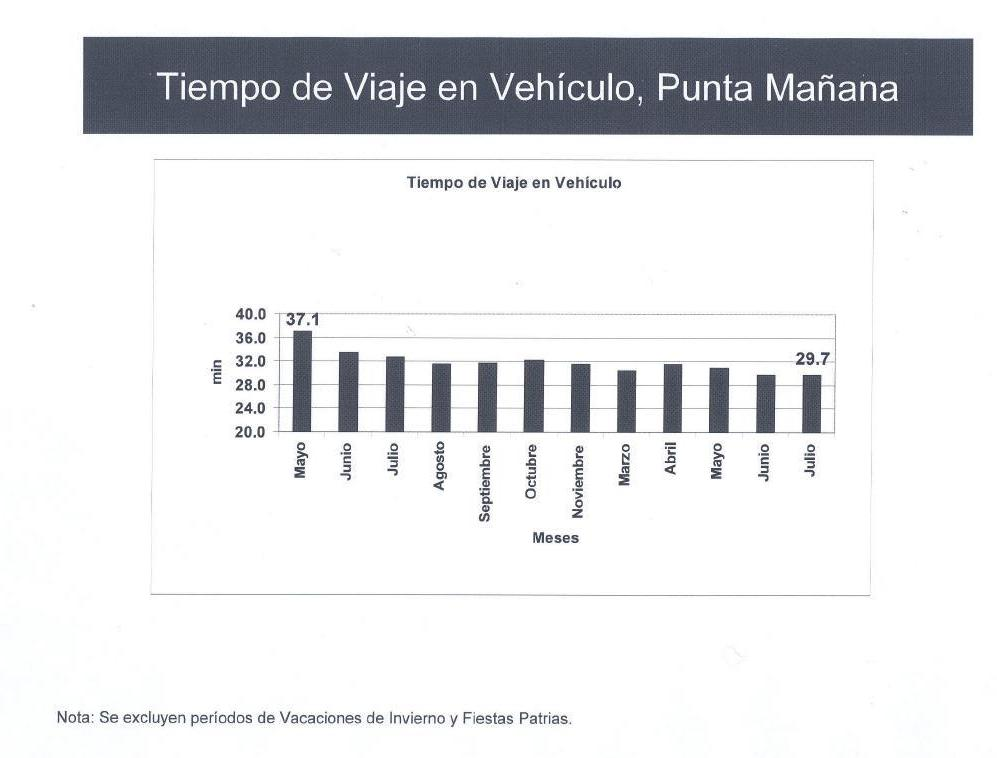 Tiempo de Viaje en Vehículo, Punta Mañana
Tiempo de Viaje en Vehículo
40.0
37.1
36.0
32.0
29.7
min
28.0
24.0
20.0
Mayo
Junio
Julio
Agosto
Septiembre
Octubre
Noviembre
Marzo
Abril
Mayo
Junio
Julio
Meses
Nota: Se excluyen períodos de Vacaciones de Invierno y Fiestas Patrias.